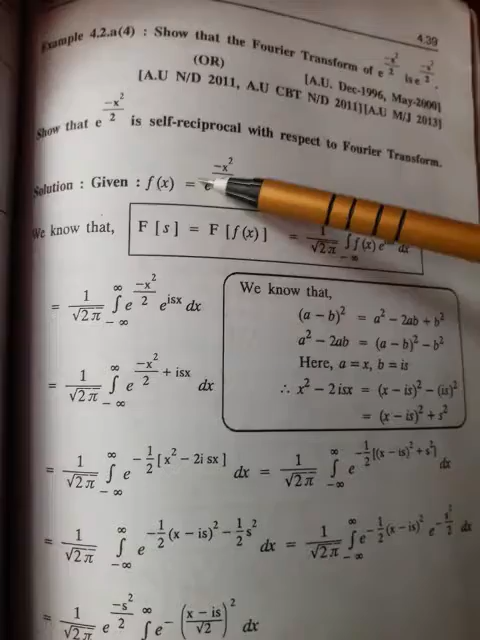 4.39
Example 4.2.a(4) : Show that the Fourier Transform of e^(-x²/2) is e^(-s²/2).
(OR) [A.U. Dec-1996, May-2000]
[A.U N/D 2011, A.U CBT N/D 2011][A.U M/J 2013]
Show that e^(-x²/2) is self-reciprocal with respect to Fourier Transform.
Solution : Given : f(x) = e^(-x²/2)
We know that, F[s] = F[f(x)] = 1/√2π ∫_{-∞} f(x) e dx
= 1/√2π ∫_{-∞}^{∞} e^(-x²/2) e^(isx) dx
= 1/√2π ∫_{-∞}^{∞} e^(-x²/2 + isx) dx
We know that,
(a − b)² = a² − 2ab + b²
a² − 2ab = (a − b)² − b²
Here, a = x, b = is
∴ x² − 2isx = (x − is)² − (is)²
= (x − is)² + s²
= 1/√2π ∫_{-∞}^{∞} e^(-1/2 [x² − 2i sx]) dx = 1/√2π ∫_{-∞}^{∞} e^(-1/2 [(x − is)² + s²]) dx
= 1/√2π ∫_{-∞}^{∞} e^(-1/2 (x − is)² − 1/2 s²) dx = 1/√2π ∫_{-∞}^{∞} e^(-1/2 (x − is)²) e^(-s²/2) dx
= 1/√2π e^(-s²/2) ∫_{-∞}^{∞} e^(-((x − is)/√2)²) dx